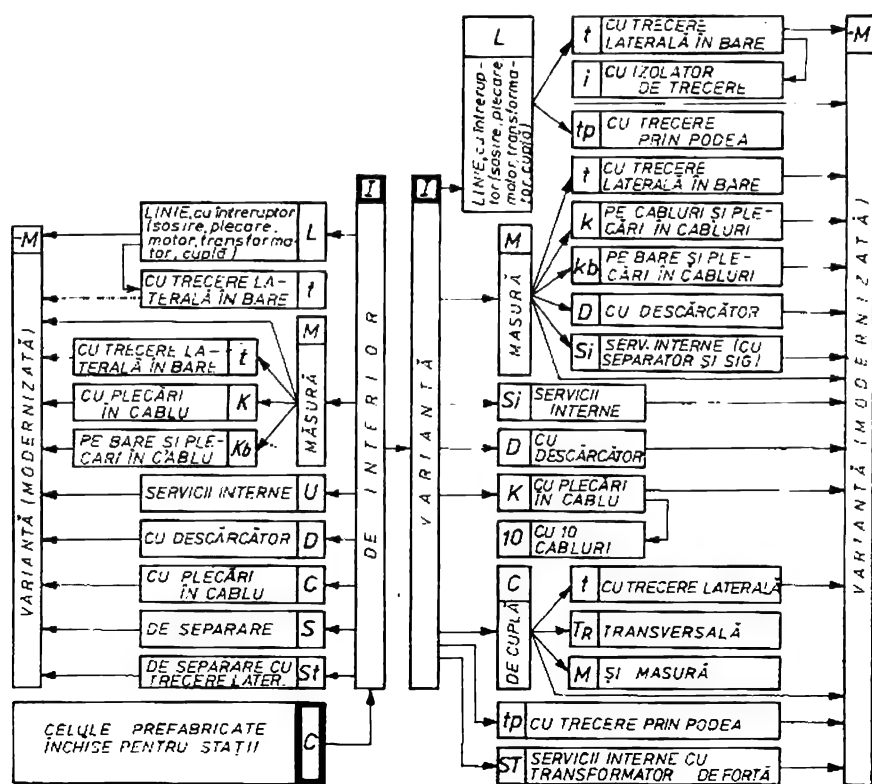 -M
VARIANTĂ (MODERNIZATĂ)
LINIE, cu întreruptor
(sosire, plecare,
motor, transforma-
tor, cuplă)
L
CU TRECERE LA-
TERALĂ ÎN BARE
t
M
MĂSURĂ
CU TRECERE LA-
TERALĂ ÎN BARE
t
CU PLECĂRI
ÎN CABLU
K
PE BARE SI PLE-
CARI ÎN CABLU
Kb
SERVICII INTERNE
U
CU DESCĂRCĂTOR
D
CU PLECĂRI
ÎN CABLU
C
DE SEPARARE
S
DE SEPARARE CU
TRECERE LATER.
St
CELULE PREFABRICATE
ÎNCHISE PENTRU STAȚII
C
I
DE INTERIOR
I
VARIANTĂ
L
LINIE, cu întrerup-
tor (sosire, plecare
motor, transforma-
tor, cuplă)
t
CU TRECERE
LATERALĂ ÎN BARE
i
CU IZOLATOR
DE TRECERE
tp
CU TRECERE
PRIN PODEA
M
MĂSURĂ
t
CU TRECERE
LATERALĂ ÎN BARE
k
PE CABLURI ȘI PLE-
CĂRI ÎN CABLURI
kb
PE BARE ȘI PLE-
CĂRI ÎN CABLURI
D
CU DESCĂRCĂTOR
Si
SERV. INTERNE (CU
SEPARATOR ȘI SIG)
Si
SERVICII
INTERNE
D
CU
DESCĂRCĂTOR
K
CU PLECĂRI
ÎN CABLU
10
CU 10
CABLURI
C
DE CUPLĂ
t
CU TRECERE LATERALĂ
TR
TRANSVERSALĂ
M
ȘI MASURĂ
tp
CU TRECERE PRIN PODEA
ST
SERVICII INTERNE CU
TRANSFORMATOR DE FORȚĂ
-M
VARIANTĂ (MODERNIZATĂ)